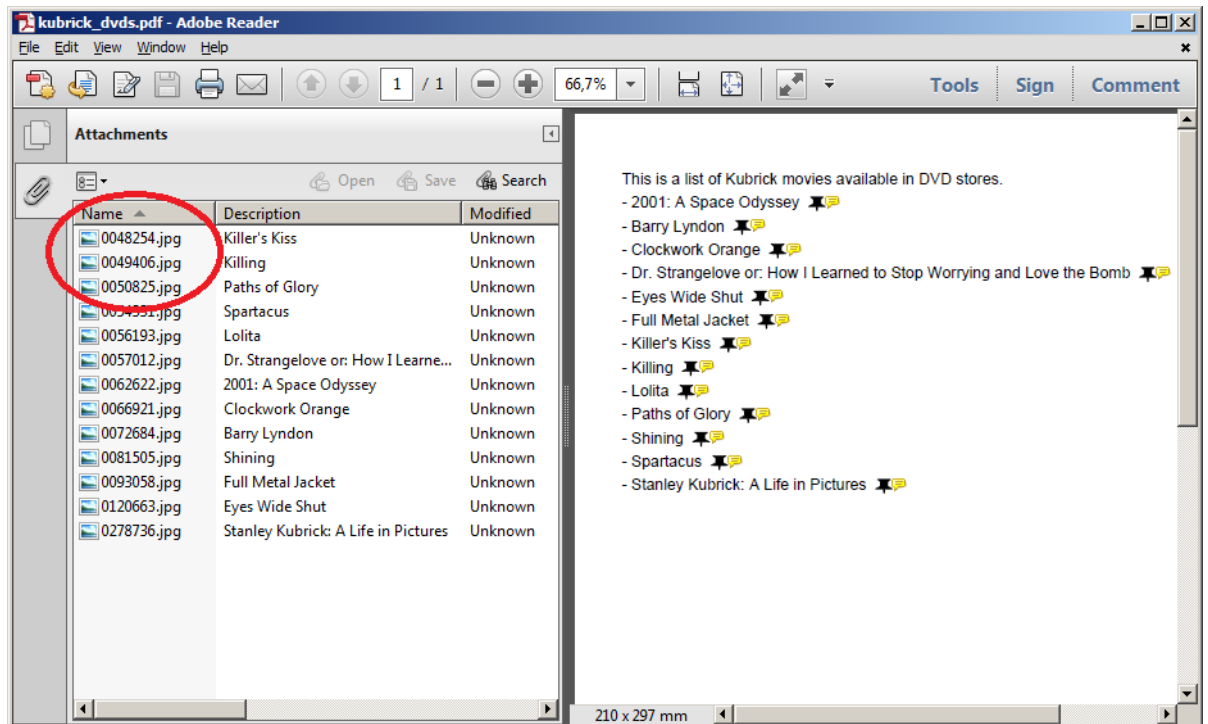 kubrick_dvds.pdf - Adobe Reader
File Edit View Window Help
1 / 1 66,7% Tools Sign Comment
Attachments
Open Save Search
Name Description Modified
0048254.jpg Killer's Kiss Unknown
0049406.jpg Killing Unknown
0050825.jpg Paths of Glory Unknown
.jpg Spartacus Unknown
0056193.jpg Lolita Unknown
0057012.jpg Dr. Strangelove or: How I Learne... Unknown
0062622.jpg 2001: A Space Odyssey Unknown
0066921.jpg Clockwork Orange Unknown
0072684.jpg Barry Lyndon Unknown
0081505.jpg Shining Unknown
0093058.jpg Full Metal Jacket Unknown
0120663.jpg Eyes Wide Shut Unknown
0278736.jpg Stanley Kubrick: A Life in Pictures Unknown
This is a list of Kubrick movies available in DVD stores.
- 2001: A Space Odyssey
- Barry Lyndon
- Clockwork Orange
- Dr. Strangelove or: How I Learned to Stop Worrying and Love the Bomb
- Eyes Wide Shut
- Full Metal Jacket
- Killer's Kiss
- Killing
- Lolita
- Paths of Glory
- Shining
- Spartacus
- Stanley Kubrick: A Life in Pictures
210 x 297 mm